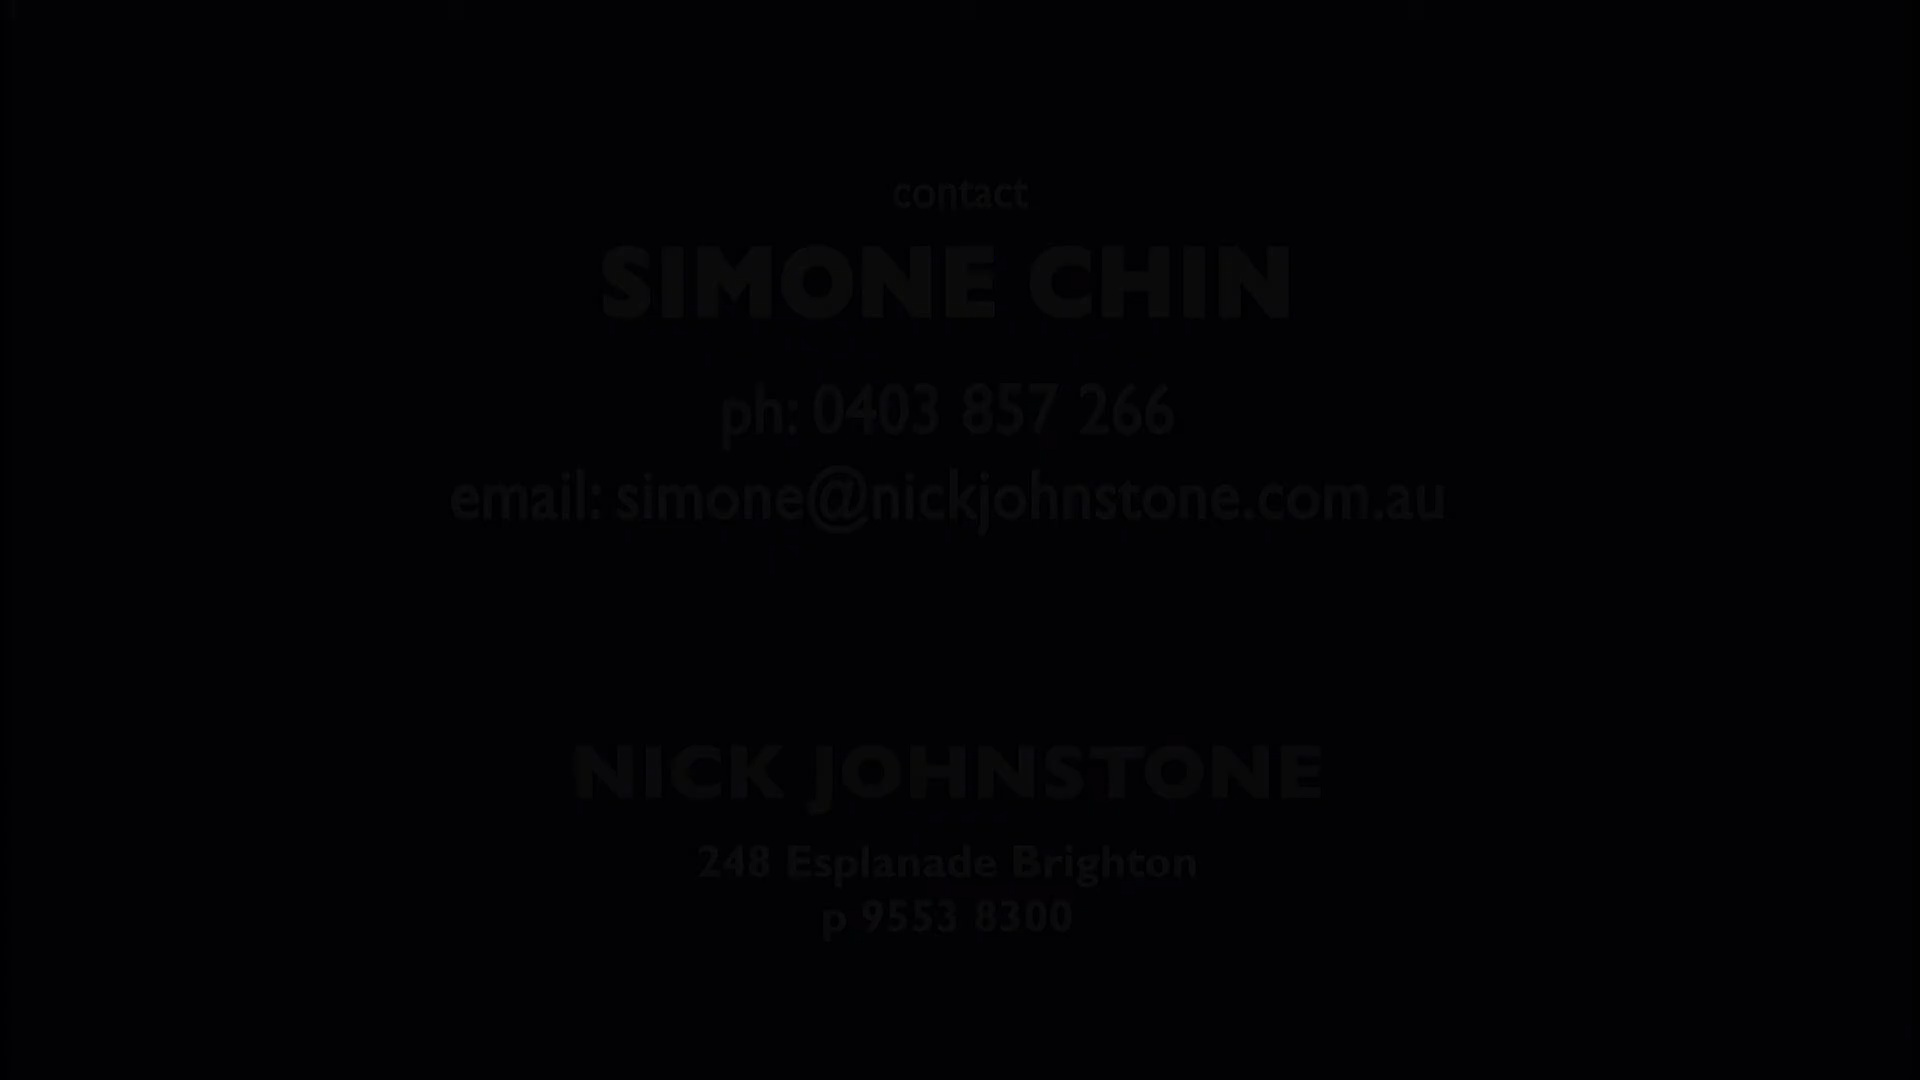 contact
SIMONE CHIN
ph: 0403 857 266
email: simone@nickjohnstone.com.au
NICK JOHNSTONE
248 Esplanade Brighton
p 9553 8300